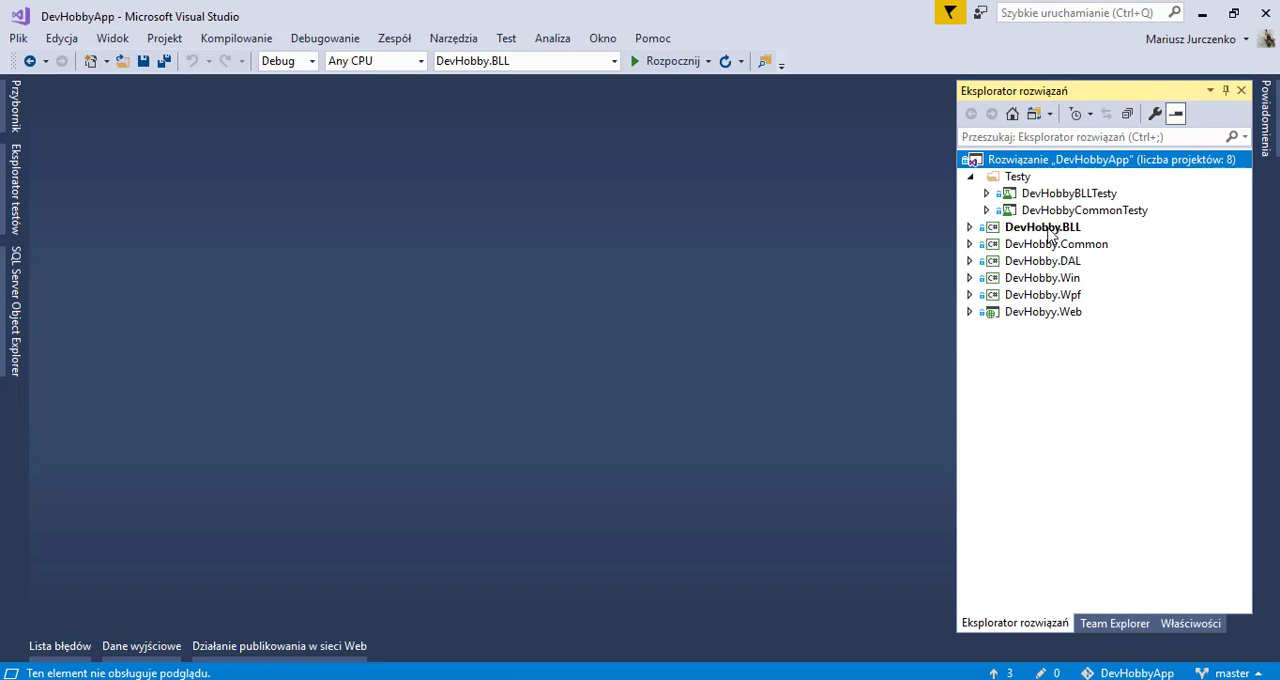 DevHobbyApp - Microsoft Visual Studio
Szybkie uruchamianie (Ctrl+Q)
Plik Edycja Widok Projekt Kompilowanie Debugowanie Zespół Narzędzia Test Analiza Okno Pomoc
Mariusz Jurczenko
Debug Any CPU DevHobby.BLL Rozpocznij
Przybornik
Eksplorator testów
SQL Server Object Explorer
Eksplorator rozwiązań
Przeszukaj: Eksplorator rozwiązań (Ctrl+;)
Rozwiązanie „DevHobbyApp" (liczba projektów: 8)
Testy
DevHobbyBLLTesty
DevHobbyCommonTesty
DevHobby.BLL
DevHobby.Common
DevHobby.DAL
DevHobby.Win
DevHobby.Wpf
DevHobyy.Web
Powiadomienia
Eksplorator rozwiązań Team Explorer Właściwości
Lista błędów Dane wyjściowe Działanie publikowania w sieci Web
Ten element nie obsługuje podglądu.
3 0 DevHobbyApp master